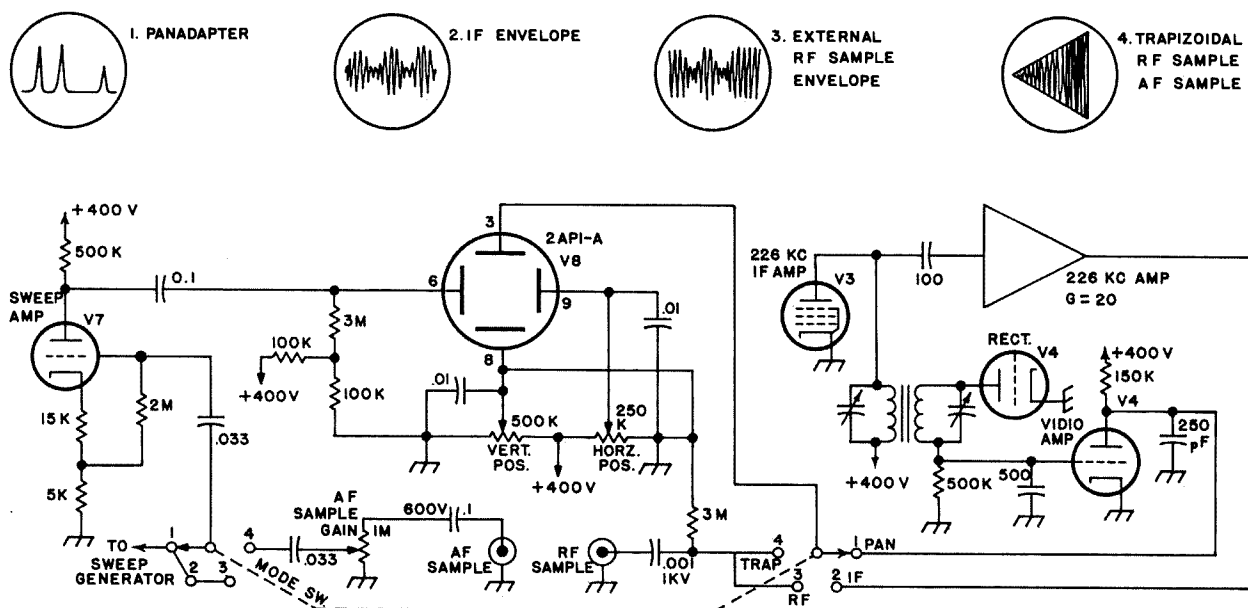 1. PANADAPTER
2. IF ENVELOPE
3. EXTERNAL
RF SAMPLE
ENVELOPE
4. TRAPIZOIDAL
RF SAMPLE
AF SAMPLE
+400 V
500 K
0.1
SWEEP
AMP
V7
15K
2M
5K
.033
TO
SWEEP
GENERATOR
1
2
3
4
MODE SW.
.033
AF
SAMPLE
GAIN
1M
600V
.1
AF
SAMPLE
3M
100K
+400V
100K
.01
3
2AP1-A
V8
6
9
8
.01
500K
VERT.
POS.
250
K
HORZ.
POS.
+400V
3M
RF
SAMPLE
.001
1KV
4
TRAP
3
RF
2
IF
1
PAN
226 KC
IF AMP
V3
100
226 KC AMP
G = 20
RECT.
V4
+400 V
150K
V4
VIDIO
AMP
250
pF
+400 V
500K
500